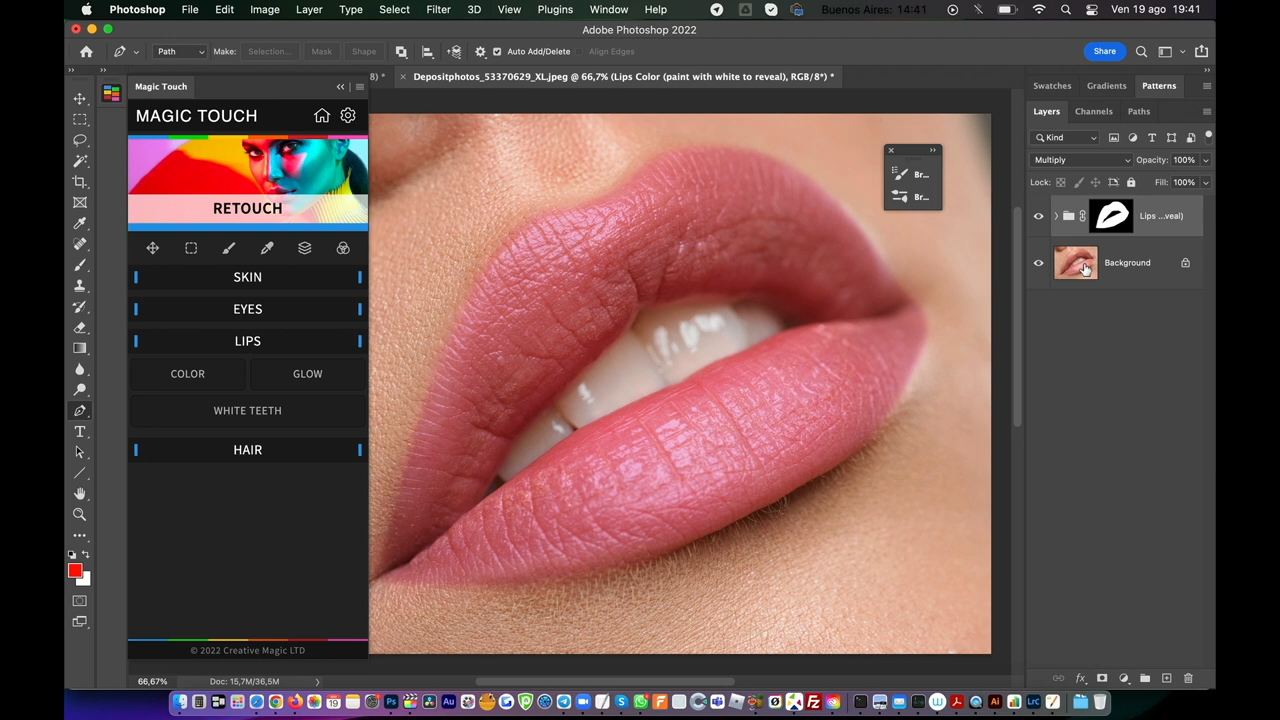 Photoshop File Edit Image Layer Type Select Filter 3D View Plugins Window Help Buenos Aires: 14:41 Ven 19 ago 19:41
Adobe Photoshop 2022
Path Make: Selection... Mask Shape Auto Add/Delete Align Edges Share
8) * Depositphotos_53370629_XL.jpeg @ 66,7% (Lips Color (paint with white to reveal), RGB/8*) *
Magic Touch
MAGIC TOUCH
RETOUCH
SKIN
EYES
LIPS
COLOR GLOW
WHITE TEETH
HAIR
© 2022 Creative Magic LTD
Br...
Br...
Swatches Gradients Patterns
Layers Channels Paths
Kind
Multiply Opacity: 100%
Lock: Fill: 100%
Lips ...veal)
Background
66,67% Doc: 15,7M/36,5M